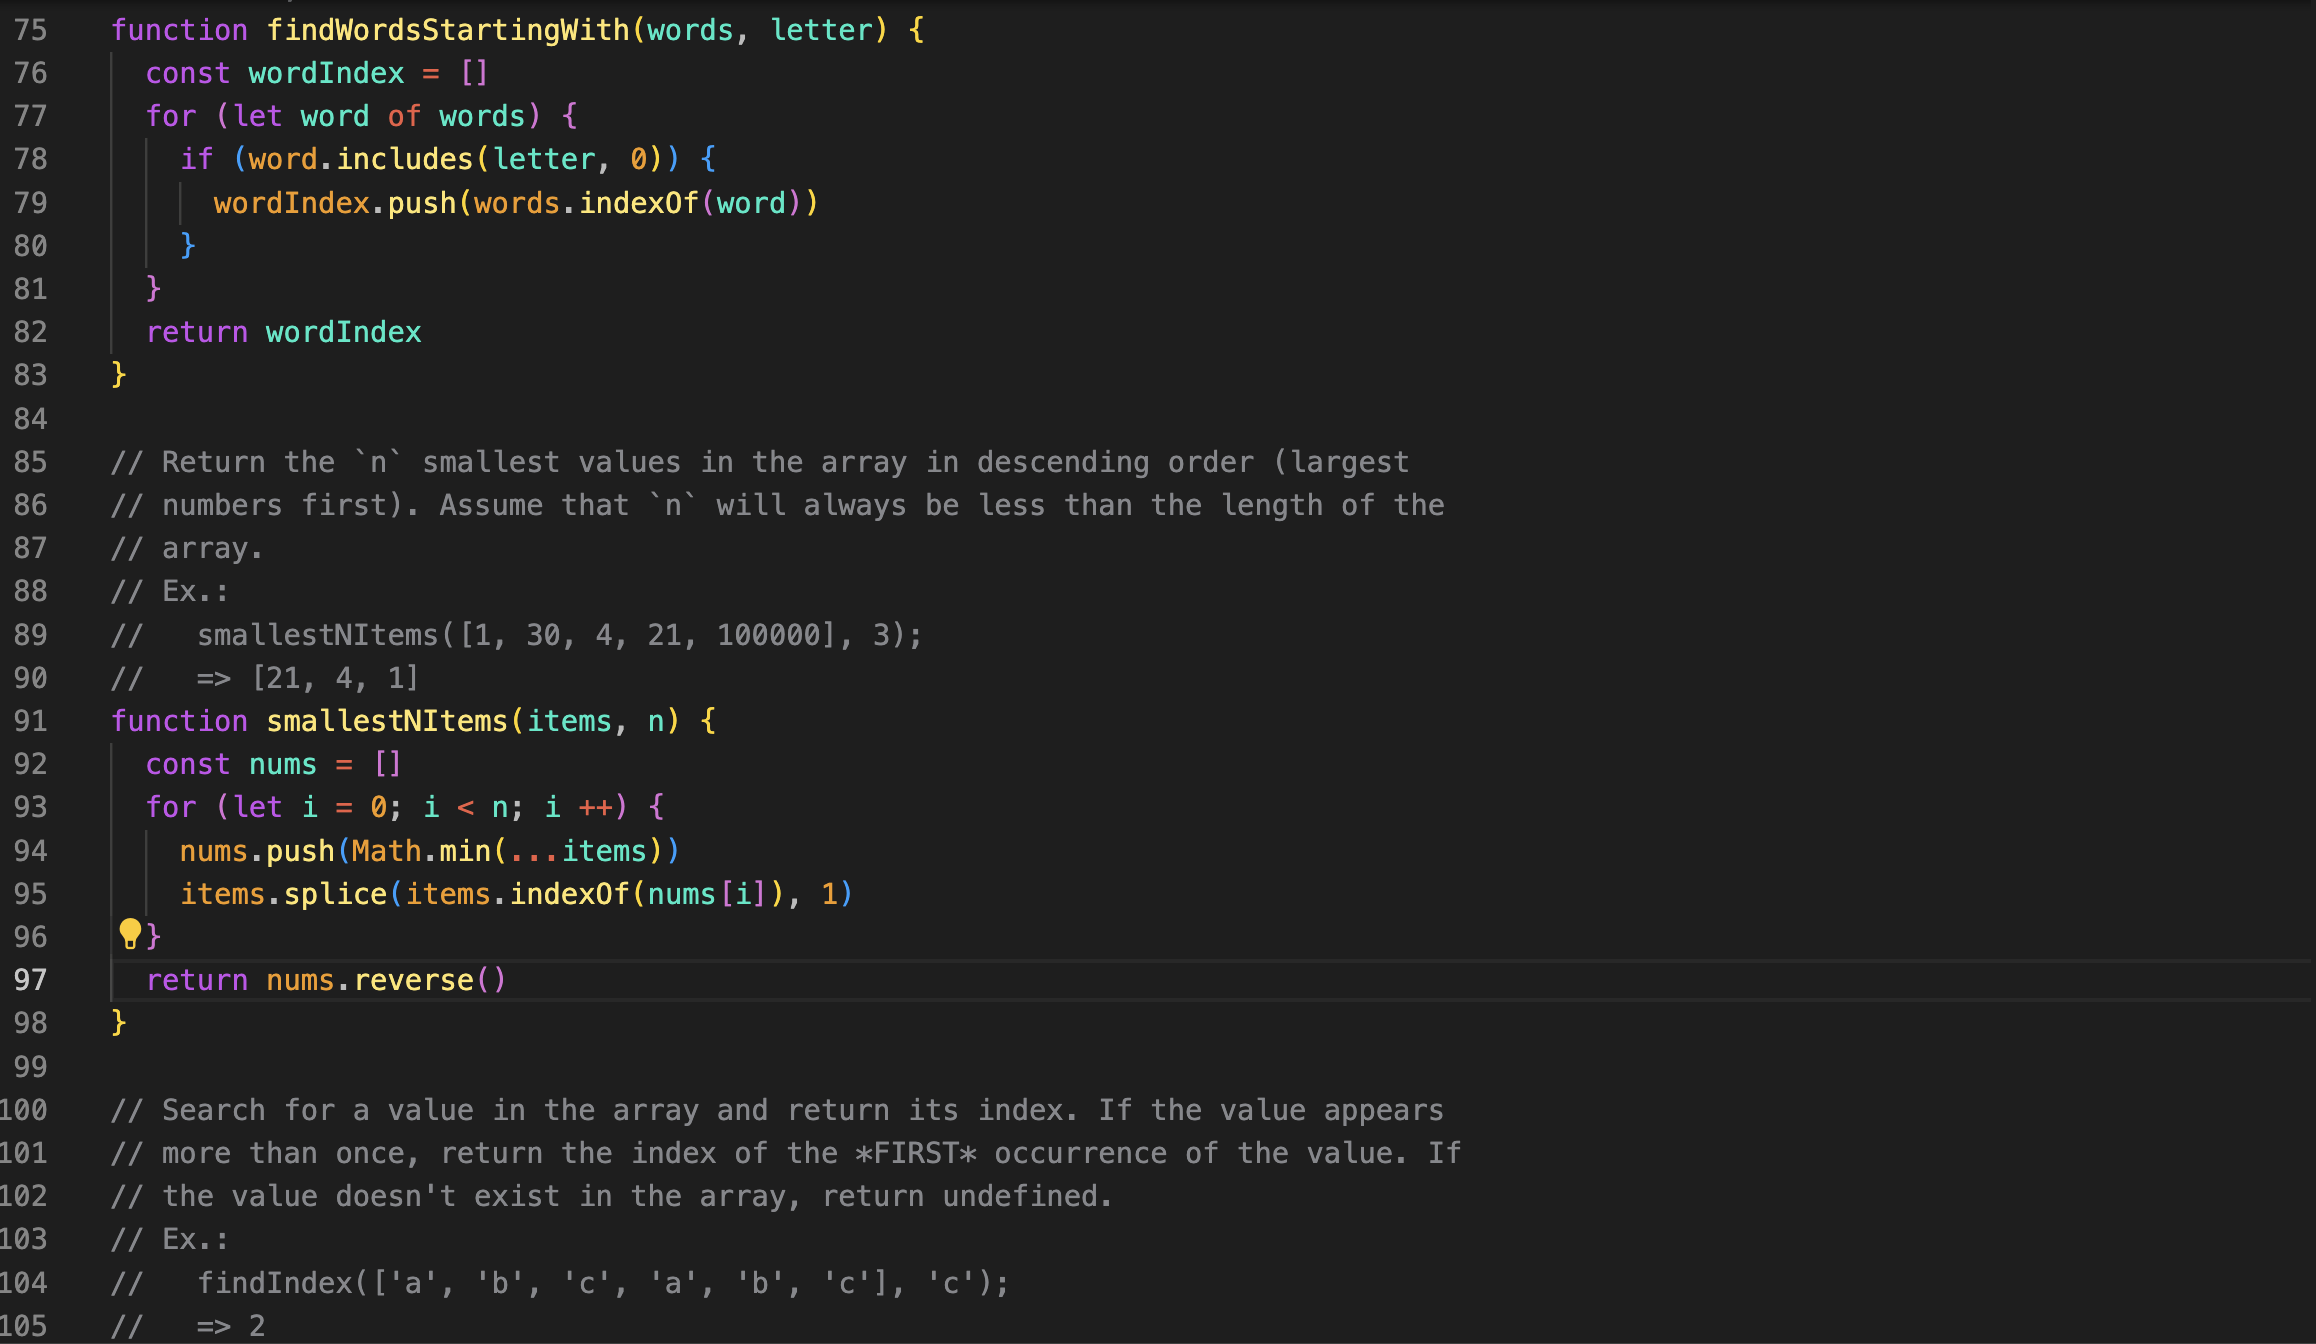 75 function findWordsStartingWith(words, letter) {
76   const wordIndex = []
77   for (let word of words) {
78     if (word.includes(letter, 0)) {
79       wordIndex.push(words.indexOf(word))
80     }
81   }
82   return wordIndex
83 }
84
85 // Return the `n` smallest values in the array in descending order (largest
86 // numbers first). Assume that `n` will always be less than the length of the
87 // array.
88 // Ex.:
89 //   smallestNItems([1, 30, 4, 21, 100000], 3);
90 //   => [21, 4, 1]
91 function smallestNItems(items, n) {
92   const nums = []
93   for (let i = 0; i < n; i ++) {
94     nums.push(Math.min(...items))
95     items.splice(items.indexOf(nums[i]), 1)
96   }
97   return nums.reverse()
98 }
99
100 // Search for a value in the array and return its index. If the value appears
101 // more than once, return the index of the *FIRST* occurrence of the value. If
102 // the value doesn't exist in the array, return undefined.
103 // Ex.:
104 //   findIndex(['a', 'b', 'c', 'a', 'b', 'c'], 'c');
105 //   => 2